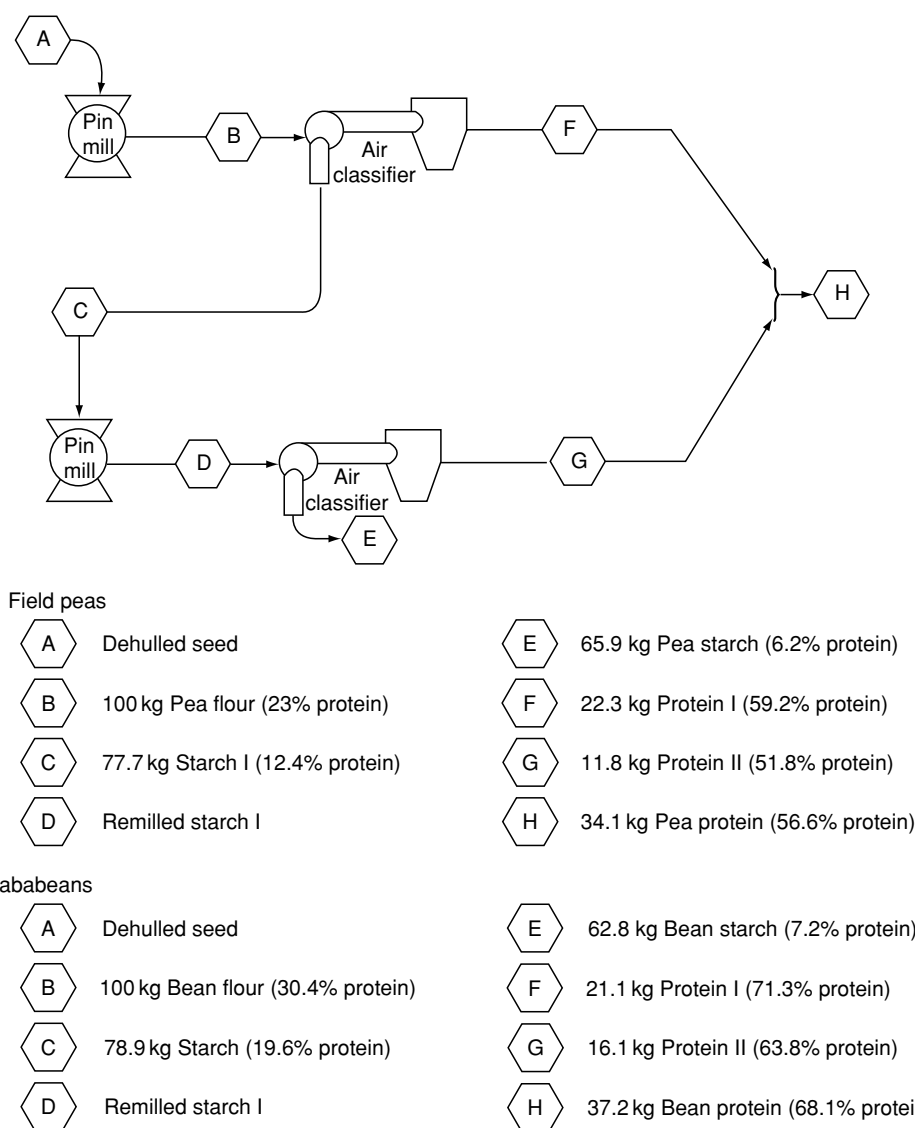 A
Pin
mill
B
Air
classifier
F
C
H
Pin
mill
D
Air
classifier
G
E
Field peas
A Dehulled seed
E 65.9 kg Pea starch (6.2% protein)
B 100 kg Pea flour (23% protein)
F 22.3 kg Protein I (59.2% protein)
C 77.7 kg Starch I (12.4% protein)
G 11.8 kg Protein II (51.8% protein)
D Remilled starch I
H 34.1 kg Pea protein (56.6% protein)
ababeans
A Dehulled seed
E 62.8 kg Bean starch (7.2% protein)
B 100 kg Bean flour (30.4% protein)
F 21.1 kg Protein I (71.3% protein)
C 78.9 kg Starch (19.6% protein)
G 16.1 kg Protein II (63.8% protein)
D Remilled starch I
H 37.2 kg Bean protein (68.1% protei